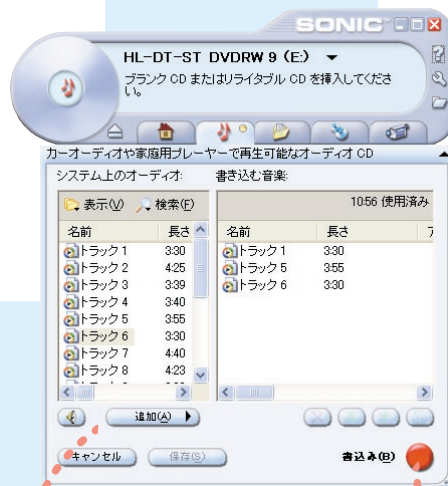 SONIC
HL-DT-ST DVDRW 9 (E:)
ブランク CD またはリライタブル CD を挿入してくださ
い。
カーオーディオや家庭用プレーヤーで再生可能なオーディオ CD
システム上のオーディオ: 書き込む音楽:
表示(V) 検索(F) 10:56 使用済み
名前 長さ 名前 長さ
トラック 1 3:30 トラック 1 3:30
トラック 2 4:25 トラック 5 3:55
トラック 3 3:39 トラック 6 3:30
トラック 4 3:40
トラック 5 3:55
トラック 6 3:30
トラック 7 4:40
トラック 8 4:23
追加(A)
キャンセル 保存(S) 書込み(B)